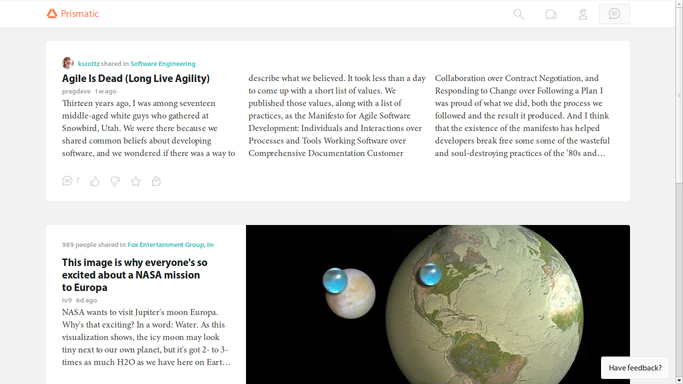 Prismatic
kscottz shared in Software Engineering
Agile Is Dead (Long Live Agility)
pragdave 1w ago
Thirteen years ago, I was among seventeen
middle-aged white guys who gathered at
Snowbird, Utah. We were there because we
shared common beliefs about developing
software, and we wondered if there was a way to
describe what we believed. It took less than a day
to come up with a short list of values. We
published those values, along with a list of
practices, as the Manifesto for Agile Software
Development: Individuals and Interactions over
Processes and Tools Working Software over
Comprehensive Documentation Customer
Collaboration over Contract Negotiation, and
Responding to Change over Following a Plan I
was proud of what we did, both the process we
followed and the result it produced. And I think
that the existence of the manifesto has helped
developers break free some some of the wasteful
and soul-destroying practices of the '80s and…
7
989 people shared in Fox Entertainment Group, In
This image is why everyone's so
excited about a NASA mission
to Europa
io9 6d ago
NASA wants to visit Jupiter's moon Europa.
Why's that exciting? In a word: Water. As this
visualization shows, the icy moon may look
tiny next to our own planet, but it's got 2- to 3-
times as much H2O as we have here on Eart…
Have feedback?